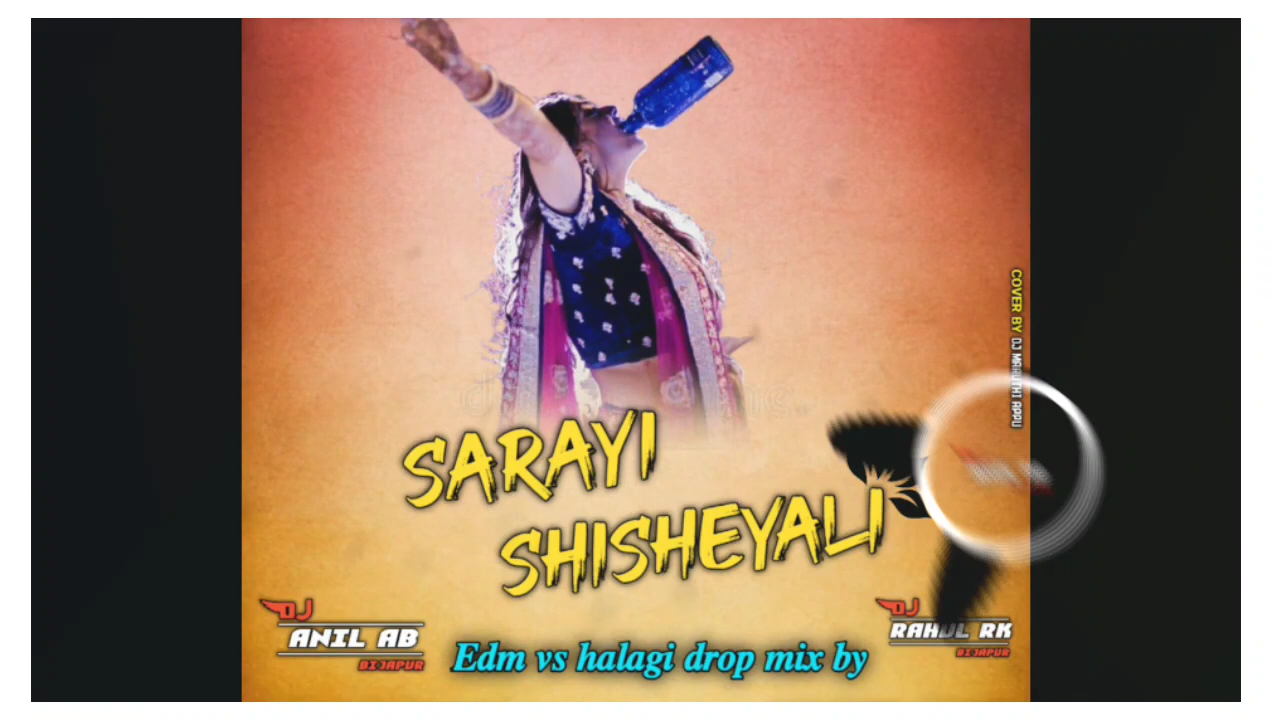 COVER BY DJ MARUTHI APPU
SARAYI
SHISHEYALI
DJ
ANIL AB
BIJAPUR
Edm vs halagi drop mix by
DJ
RAHUL RK
BIJAPUR